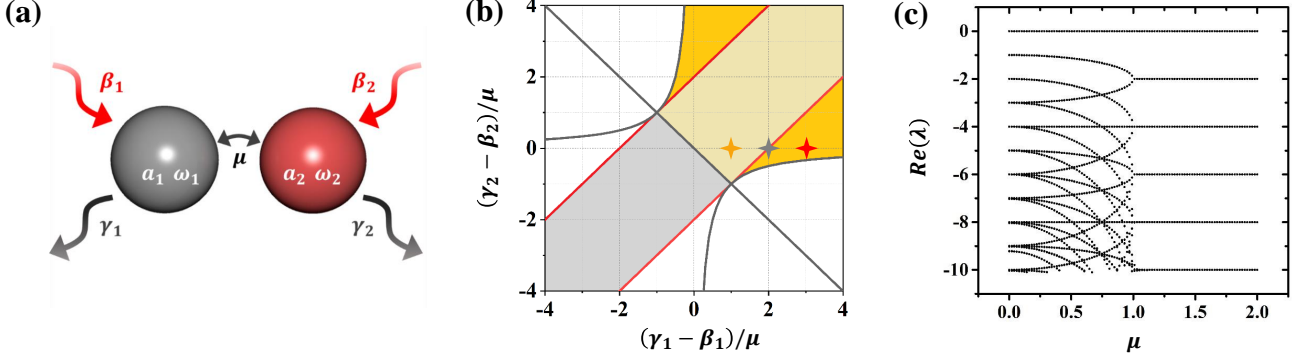 (a)
β₁
β₂
μ
a₁ ω₁
a₂ ω₂
γ₁
γ₂
(b)
(γ₂ − β₂)/μ
4
2
0
-2
-4
-4
-2
0
2
4
(γ₁ − β₁)/μ
(c)
Re(λ)
0
-2
-4
-6
-8
-10
0.0
0.5
1.0
1.5
2.0
μ